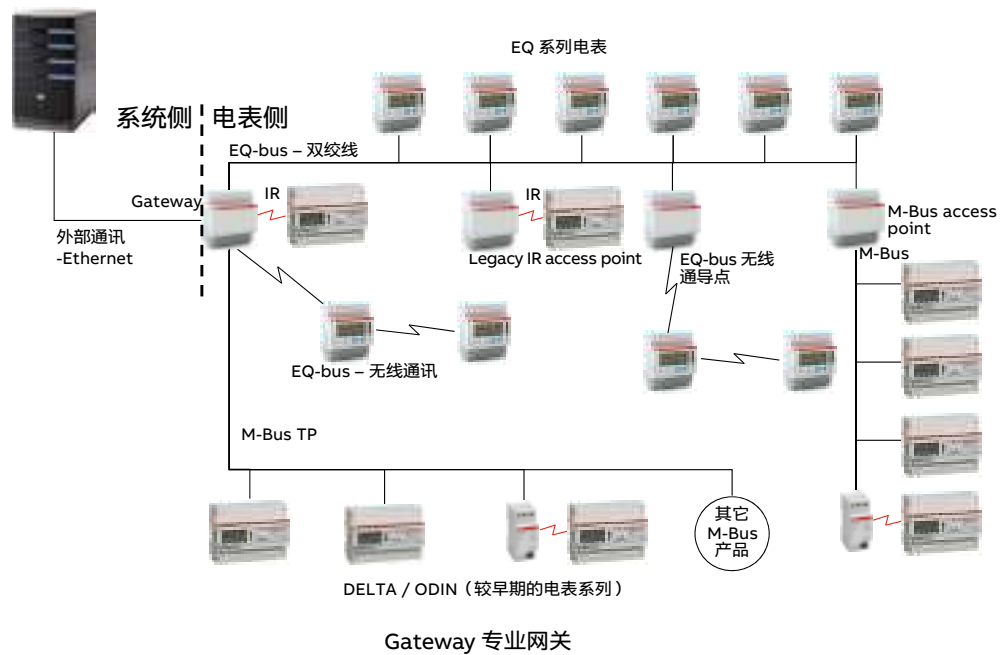 EQ 系列电表
系统侧
电表侧
EQ-bus – 双绞线
Gateway
IR
IR
外部通讯
-Ethernet
Legacy IR access point
EQ-bus 无线
通导点
M-Bus access
point
M-Bus
EQ-bus – 无线通讯
M-Bus TP
其它
M-Bus
产品
DELTA / ODIN（较早期的电表系列）
Gateway 专业网关